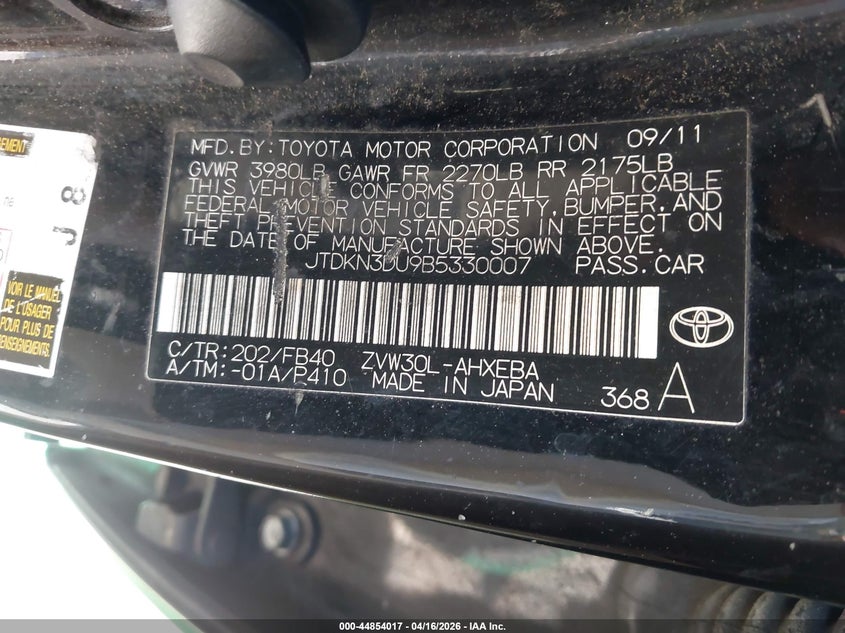 MFD.BY:TOYOTA MOTOR CORPORATION 09/11
GVWR 3980LB GAWR FR 2270LB RR 2175LB
THIS VEHICLE CONFORMS TO ALL APPLICABLE
FEDERAL MOTOR VEHICLE SAFETY,BUMPER,AND
THEFT PREVENTION STANDARDS IN EFFECT ON
THE DATE OF MANUFACTURE SHOWN ABOVE.
JTDKN3DU9B5330007 PASS.CAR
C/TR:202/FB40 ZVW30L-AHXEBA
A/TM:-01A/P410 MADE IN JAPAN
368 A
J 8
VOIR LE MANUEL
DE L'USAGER
POUR PLUS DE
000-44854017 - 04/16/2026 - IAA Inc.